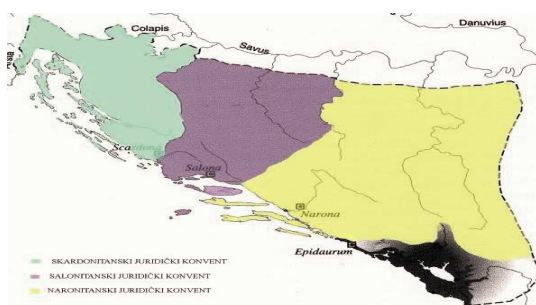 Colapis
Danuvius
Savus
Scardona
Salona
Narona
Epidaurum
SKARDONITANSKI JURIDIČKI KONVENT
SALONITANSKI JURIDIČKI KONVENT
NARONITANSKI JURIDIČKI KONVENT